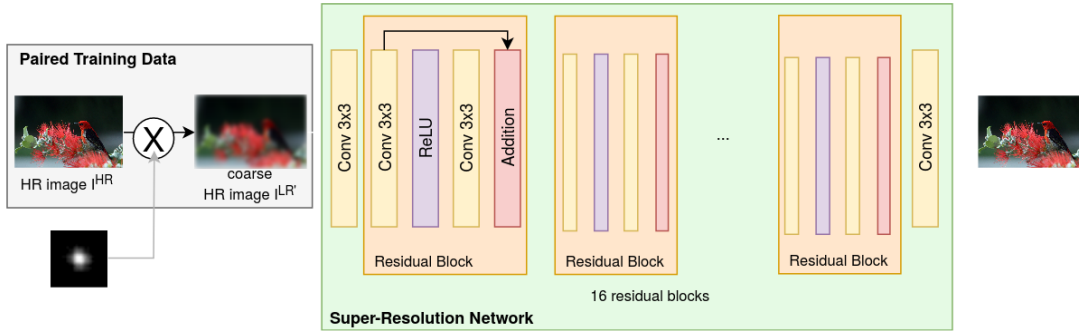 Paired Training Data
X
HR image I^HR
coarse
HR image I^LR'
Conv 3x3
Conv 3x3
ReLU
Conv 3x3
Addition
Residual Block
Residual Block
...
Residual Block
Conv 3x3
16 residual blocks
Super-Resolution Network